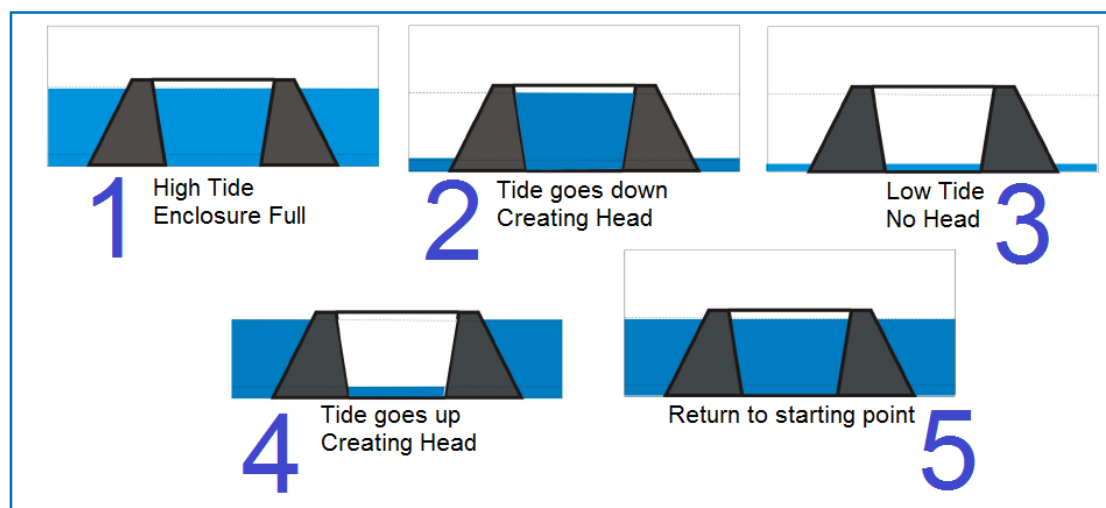 1
High Tide
Enclosure Full
2
Tide goes down
Creating Head
Low Tide
No Head
3
4
Tide goes up
Creating Head
Return to starting point
5